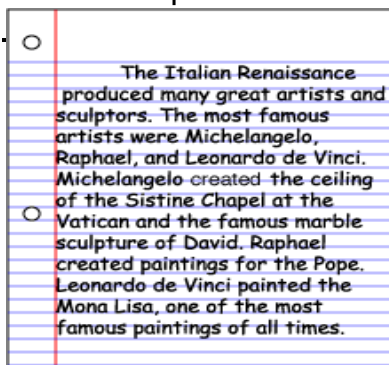 The Italian Renaissance
produced many great artists and
sculptors. The most famous
artists were Michelangelo,
Raphael, and Leonardo de Vinci.
Michelangelo created the ceiling
of the Sistine Chapel at the
Vatican and the famous marble
sculpture of David. Raphael
created paintings for the Pope.
Leonardo de Vinci painted the
Mona Lisa, one of the most
famous paintings of all times.